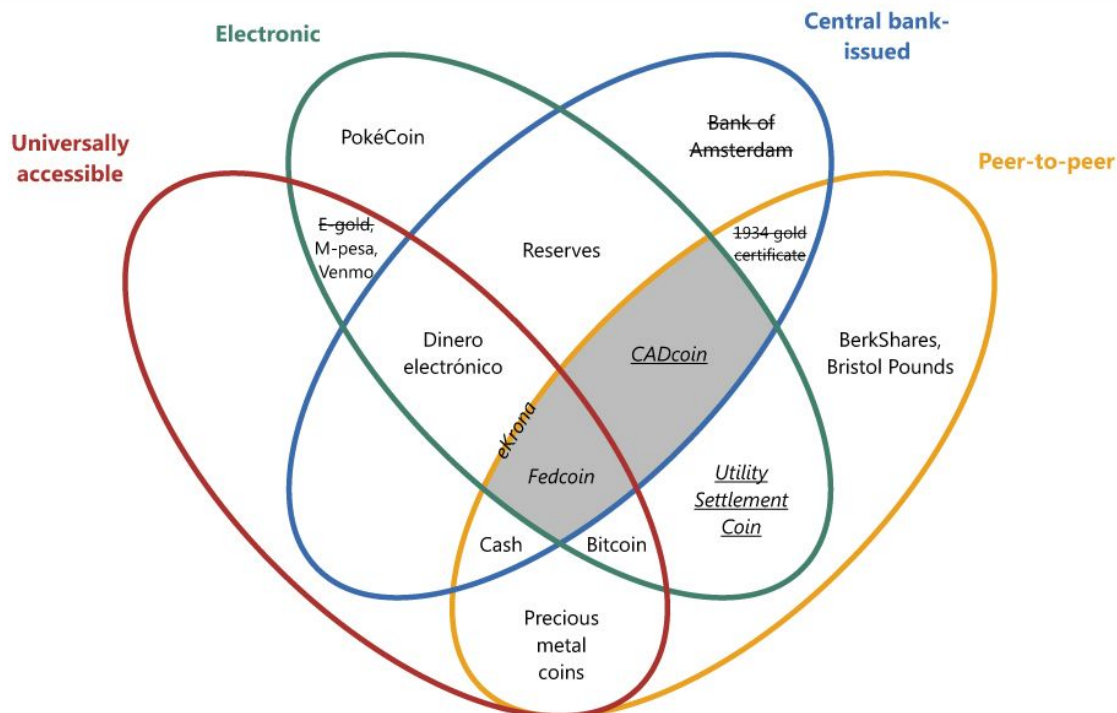 Electronic
Central bank-
issued
Universally
accessible
Peer-to-peer
PokéCoin
Bank of
Amsterdam
E-gold,
M-pesa,
Venmo
Reserves
1934 gold
certificate
Dinero
electrónico
CADcoin
BerkShares,
Bristol Pounds
eKrona
Fedcoin
Utility
Settlement
Coin
Cash
Bitcoin
Precious
metal
coins